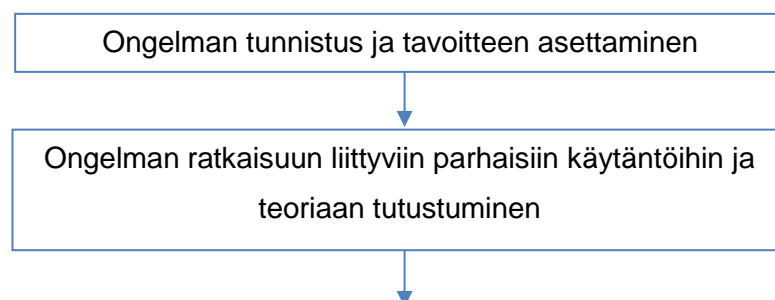 Ongelman tunnistus ja tavoitteen asettaminen
Ongelman ratkaisuun liittyviin parhaisiin käytäntöihin ja
teoriaan tutustuminen